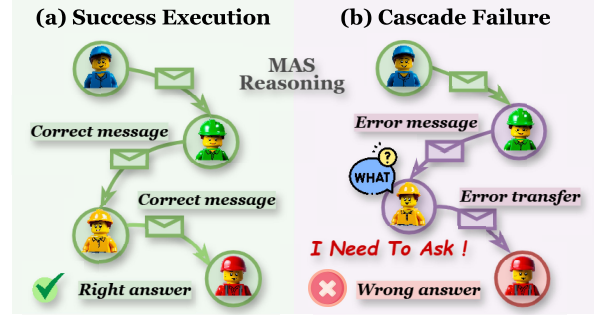 (a) Success Execution
(b) Cascade Failure
MAS
Reasoning
Correct message
Correct message
Right answer
Error message
?
WHAT
Error transfer
I Need To Ask !
Wrong answer